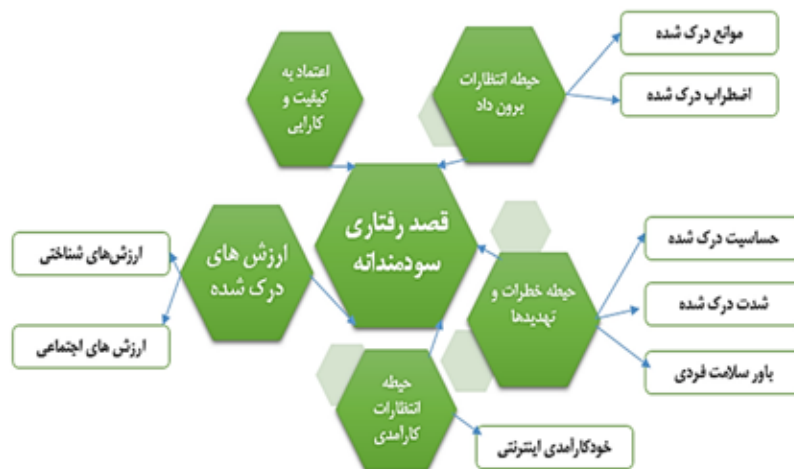 موانع درک شده
اضطراب درک شده
حیطه انتظارات
برون داد
اعتماد به
کیفیت و
کارایی
قصد رفتاری
سودمندانه
ارزش های
درک شده
ارزش‌های شناختی
ارزش های اجتماعی
حیطه خطرات و
تهدیدها
حساسیت درک شده
شدت درک شده
باور سلامت فردی
حیطه
انتظارات
کارآمدی
خودکارآمدی اینترنتی